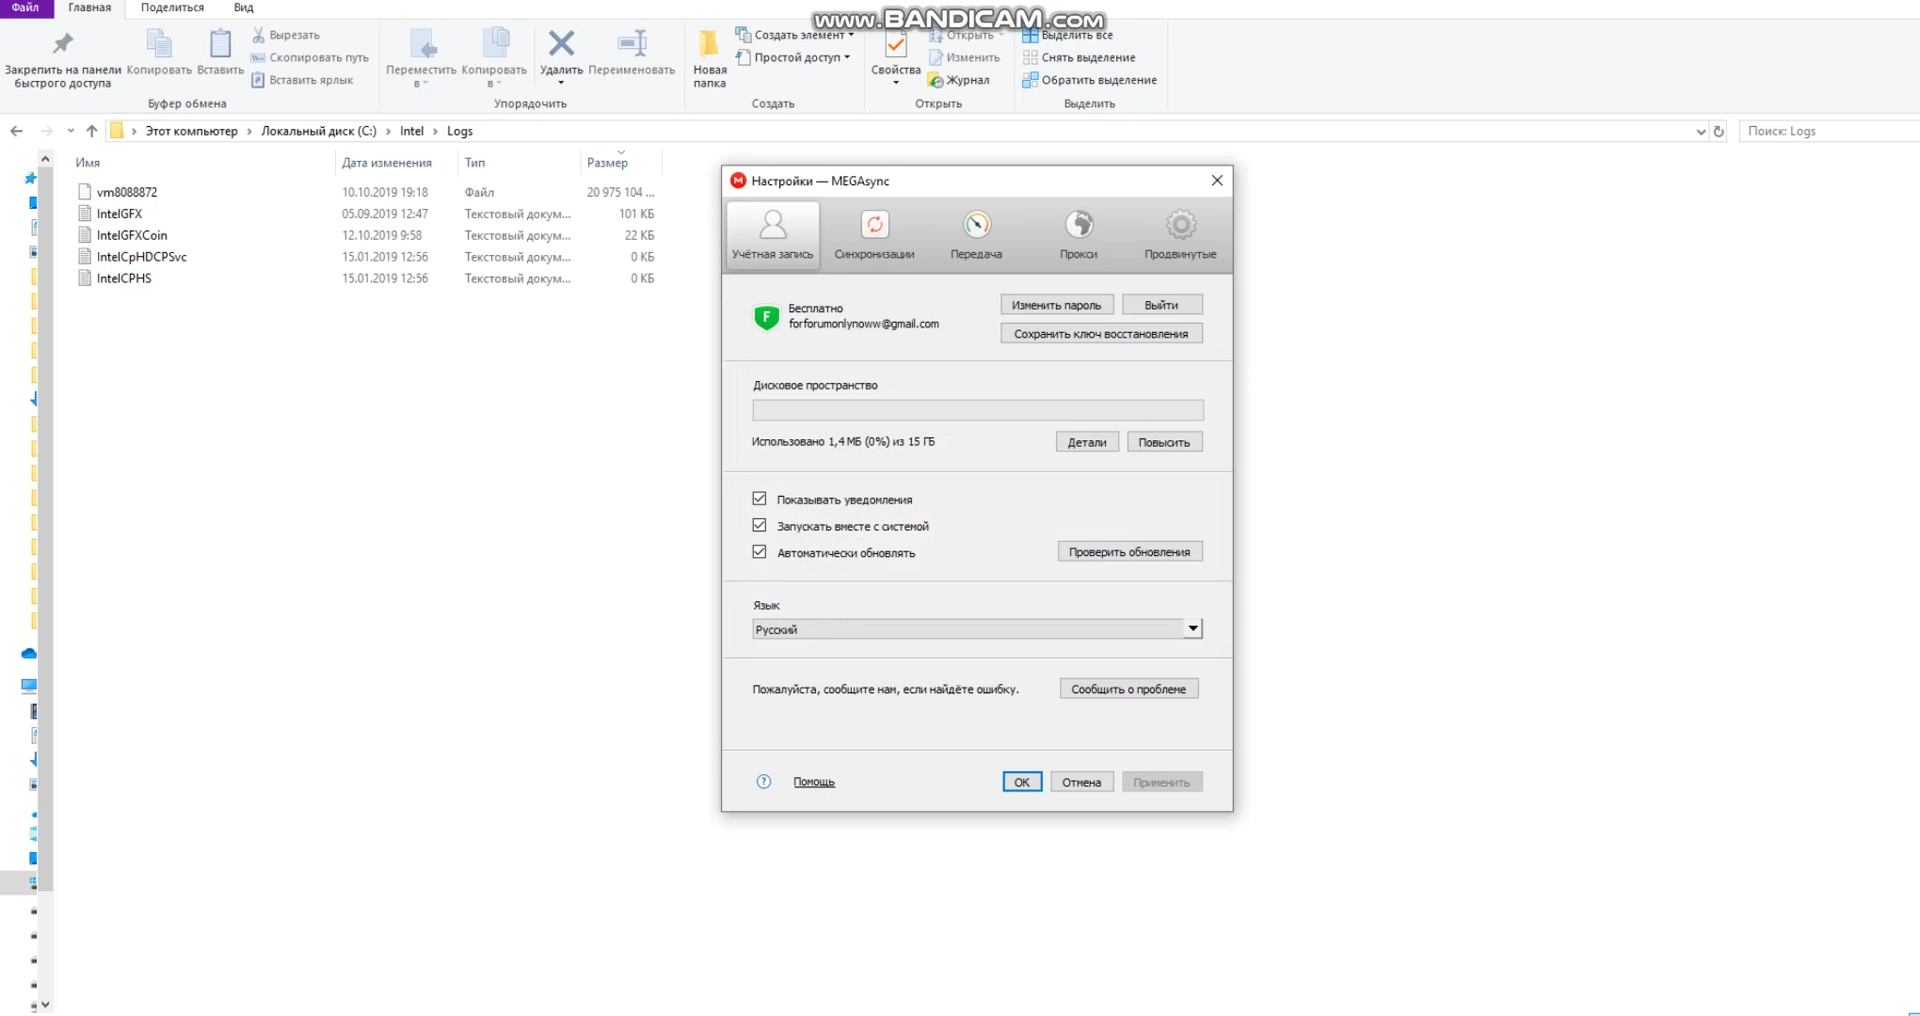 Файл Главная Поделиться Вид
www.BANDICAM.com
Закрепить на панели быстрого доступа
Копировать
Вставить
Вырезать
Скопировать путь
Вставить ярлык
Буфер обмена
Переместить в
Копировать в
Удалить
Переименовать
Упорядочить
Новая папка
Создать элемент
Простой доступ
Создать
Свойства
Открыть
Изменить
Журнал
Открыть
Выделить все
Снять выделение
Обратить выделение
Выделить
Этот компьютер > Локальный диск (C:) > Intel > Logs
Поиск: Logs
Имя Дата изменения Тип Размер
vm8088872 10.10.2019 19:18 Файл 20 975 104 ...
IntelGFX 05.09.2019 12:47 Текстовый докум... 101 КБ
IntelGFXCoin 12.10.2019 9:58 Текстовый докум... 22 КБ
IntelCpHDCPSvc 15.01.2019 12:56 Текстовый докум... 0 КБ
IntelCPHS 15.01.2019 12:56 Текстовый докум... 0 КБ
Настройки — MEGAsync
Учётная запись Синхронизации Передача Прокси Продвинутые
F
Бесплатно
forforumonlynoww@gmail.com
Изменить пароль Выйти
Сохранить ключ восстановления
Дисковое пространство
Использовано 1,4 МБ (0%) из 15 ГБ Детали Повысить
Показывать уведомления
Запускать вместе с системой
Автоматически обновлять Проверить обновления
Язык
Русский
Пожалуйста, сообщите нам, если найдёте ошибку. Сообщить о проблеме
? Помощь OK Отмена Применить